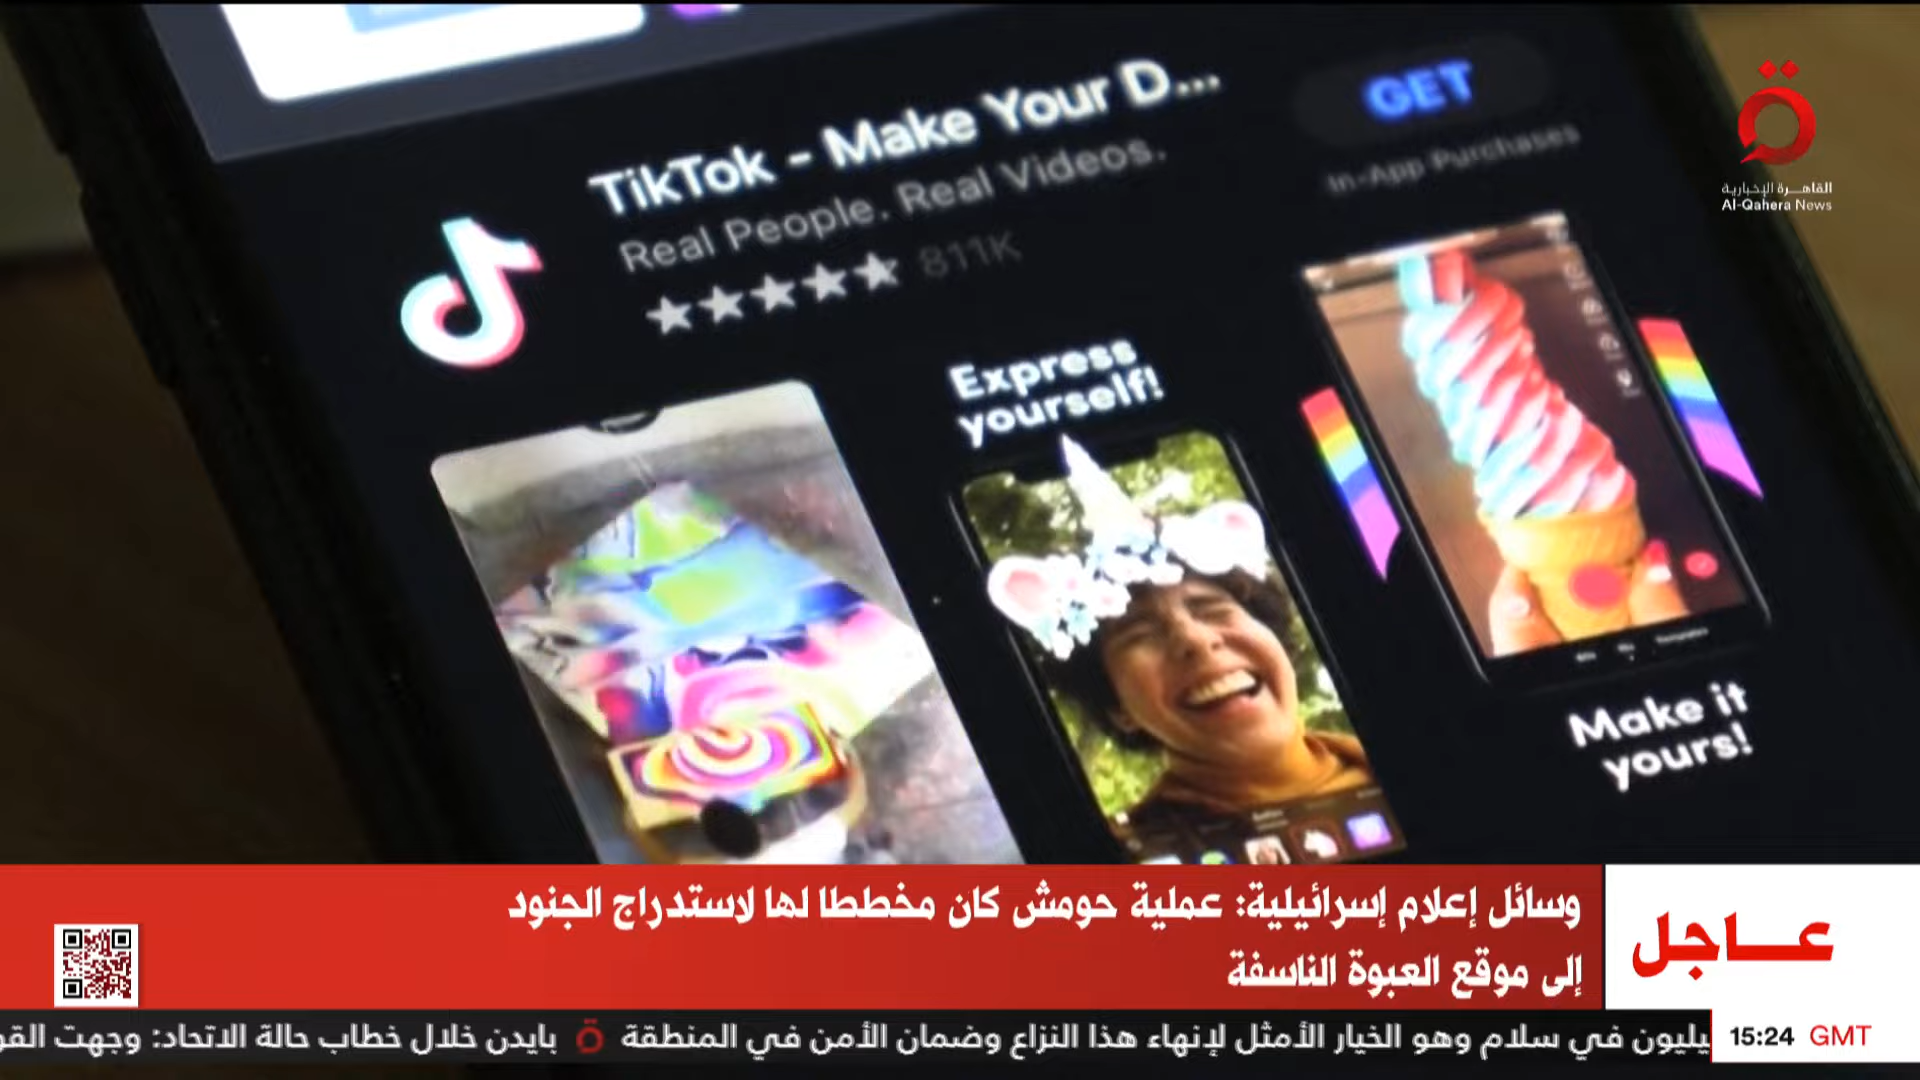 TikTok - Make Your D...
GET
Real People. Real Videos.
In-App Purchases
811K
القاهرة الإخبارية
Al-Qahera News
Express
yourself!
Make it
yours!
عاجل
وسائل إعلام إسرائيلية: عملية حومش كان مخططا لها لاستدراج الجنود
إلى موقع العبوة الناسفة
يليون في سلام وهو الخيار الأمثل لإنهاء هذا النزاع وضمان الأمن في المنطقة
بايدن خلال خطاب حالة الاتحاد: وجهت القو
15:24 GMT